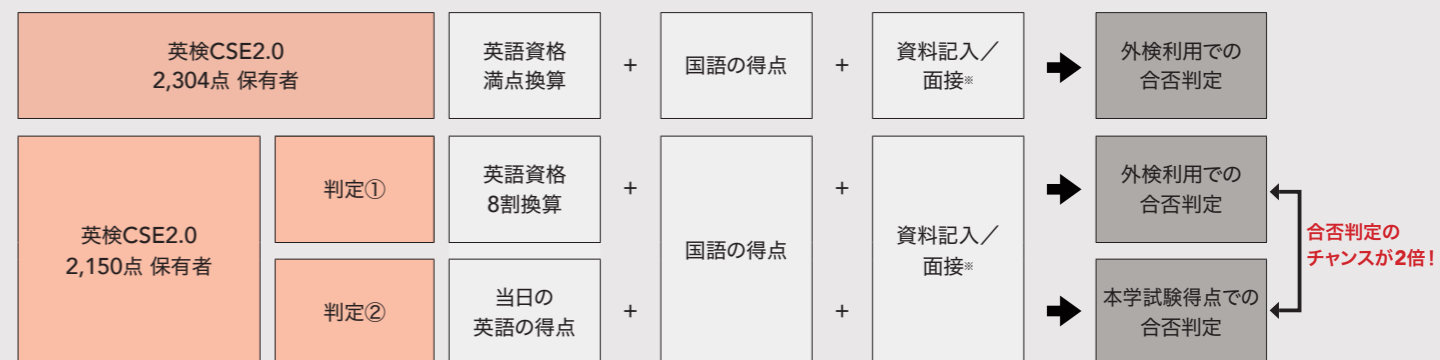 英検CSE2.0
2,304点 保有者
英語資格
満点換算
+
国語の得点
+
資料記入／
面接※
外検利用での
合否判定
英検CSE2.0
2,150点 保有者
判定①
英語資格
8割換算
+
国語の得点
+
資料記入／
面接※
外検利用での
合否判定
判定②
当日の
英語の得点
+
+
本学試験得点での
合否判定
合否判定の
チャンスが2倍！